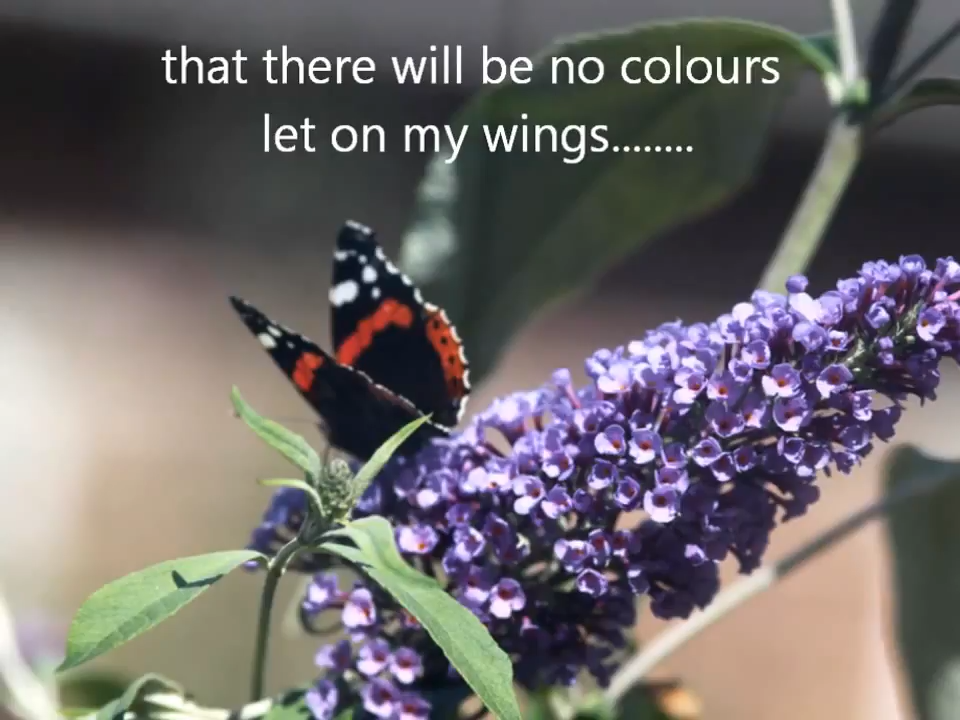 that there will be no colours
let on my wings........